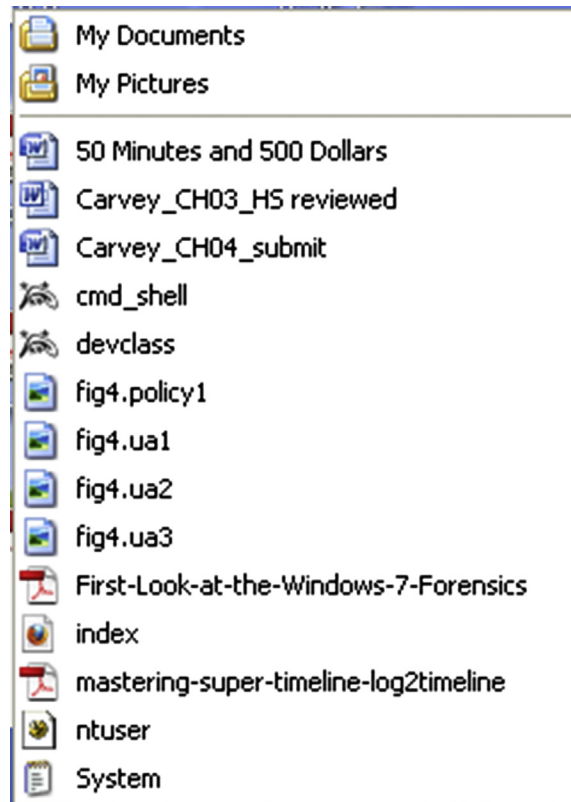 My Documents
My Pictures
50 Minutes and 500 Dollars
Carvey_CH03_HS reviewed
Carvey_CH04_submit
cmd_shell
devclass
fig4.policy1
fig4.ua1
fig4.ua2
fig4.ua3
First-Look-at-the-Windows-7-Forensics
index
mastering-super-timeline-log2timeline
ntuser
System